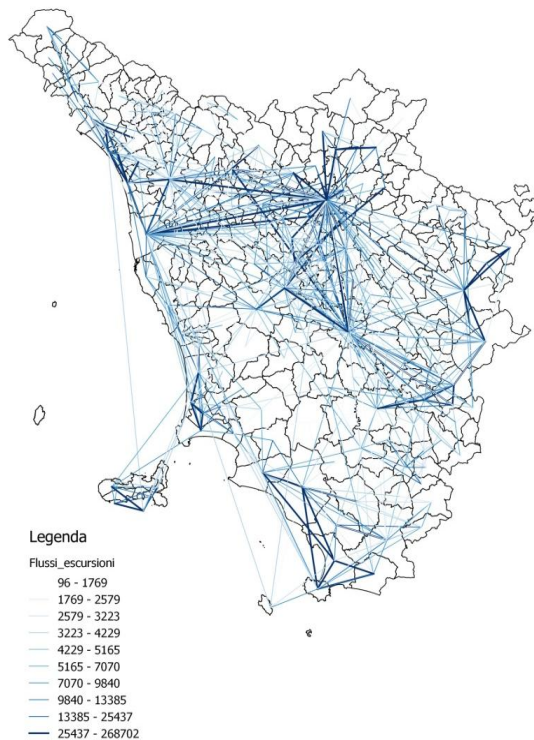 Legenda
Flussi_escursioni
96 - 1769
1769 - 2579
2579 - 3223
3223 - 4229
4229 - 5165
5165 - 7070
7070 - 9840
9840 - 13385
13385 - 25437
25437 - 268702